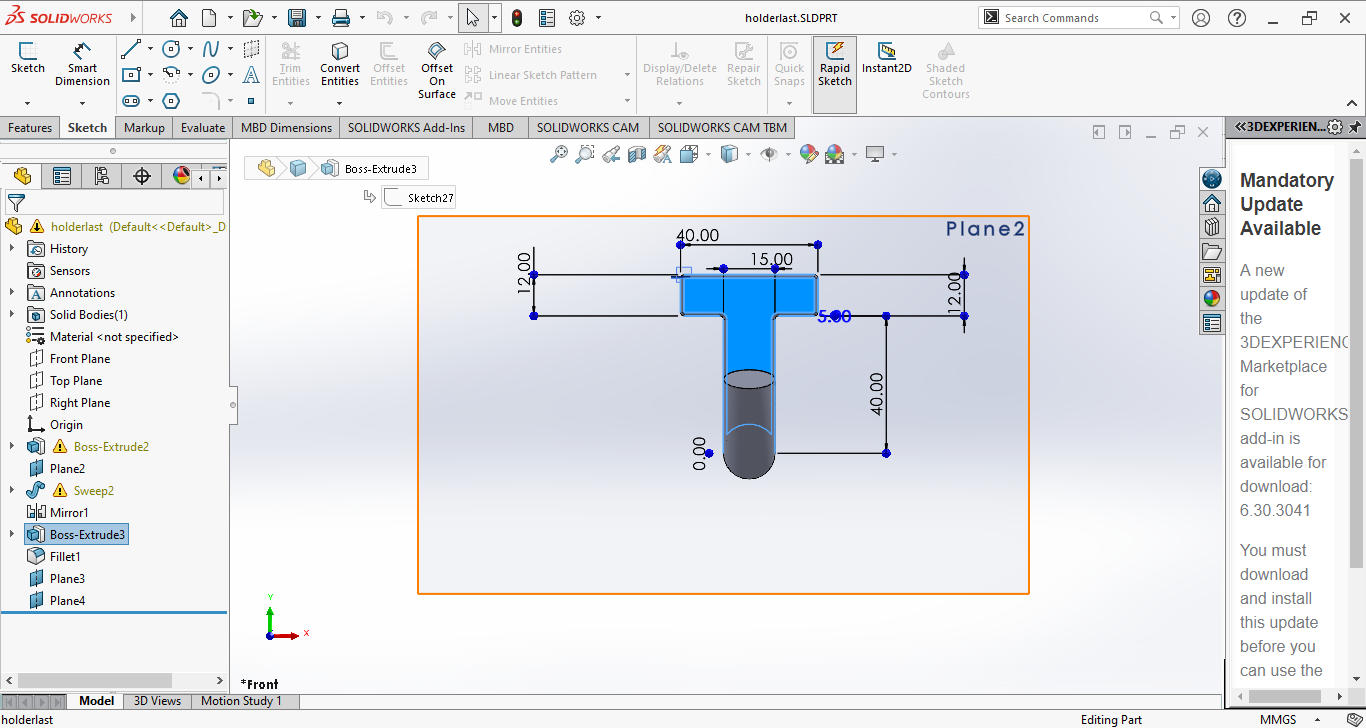 SOLIDWORKS
holderlast.SLDPRT
Search Commands
Sketch
Smart
Dimension
Trim
Entities
Convert
Entities
Offset
Entities
Offset
On
Surface
Mirror Entities
Linear Sketch Pattern
Move Entities
Display/Delete
Relations
Repair
Sketch
Quick
Snaps
Rapid
Sketch
Instant2D
Shaded
Sketch
Contours
Features
Sketch
Markup
Evaluate
MBD Dimensions
SOLIDWORKS Add-Ins
MBD
SOLIDWORKS CAM
SOLIDWORKS CAM TBM
3DEXPERIEN...
holderlast (Default<<Default>_D
History
Sensors
Annotations
Solid Bodies(1)
Material <not specified>
Front Plane
Top Plane
Right Plane
Origin
Boss-Extrude2
Plane2
Sweep2
Mirror1
Boss-Extrude3
Fillet1
Plane3
Plane4
Boss-Extrude3
Sketch27
Plane2
40.00
15.00
12.00
12.00
5.00
40.00
0.00
Y
X
*Front
Mandatory
Update
Available
A new
update of
the
3DEXPERIENC
Marketplace
for
SOLIDWORKS
add-in is
available for
download:
6.30.3041
You must
download
and install
this update
before you
can use the
Model
3D Views
Motion Study 1
holderlast
Editing Part
MMGS